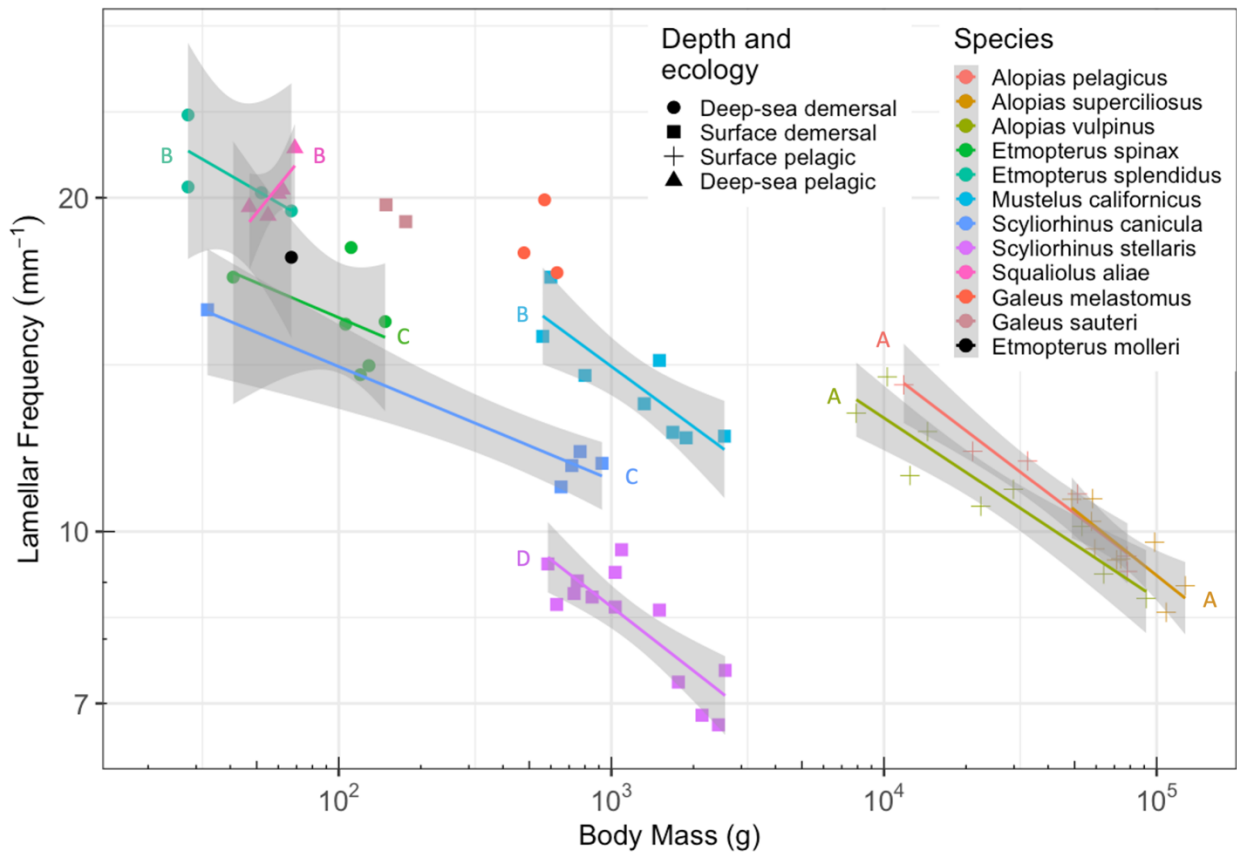 Depth and
ecology
Deep-sea demersal
Surface demersal
Surface pelagic
Deep-sea pelagic
Species
Alopias pelagicus
Alopias superciliosus
Alopias vulpinus
Etmopterus spinax
Etmopterus splendidus
Mustelus californicus
Scyliorhinus canicula
Scyliorhinus stellaris
Squaliolus aliae
Galeus melastomus
Galeus sauteri
Etmopterus molleri
B
B
C
B
C
D
A
A
A
20
10
7
Lamellar Frequency (mm⁻¹)
10²
10³
10⁴
10⁵
Body Mass (g)